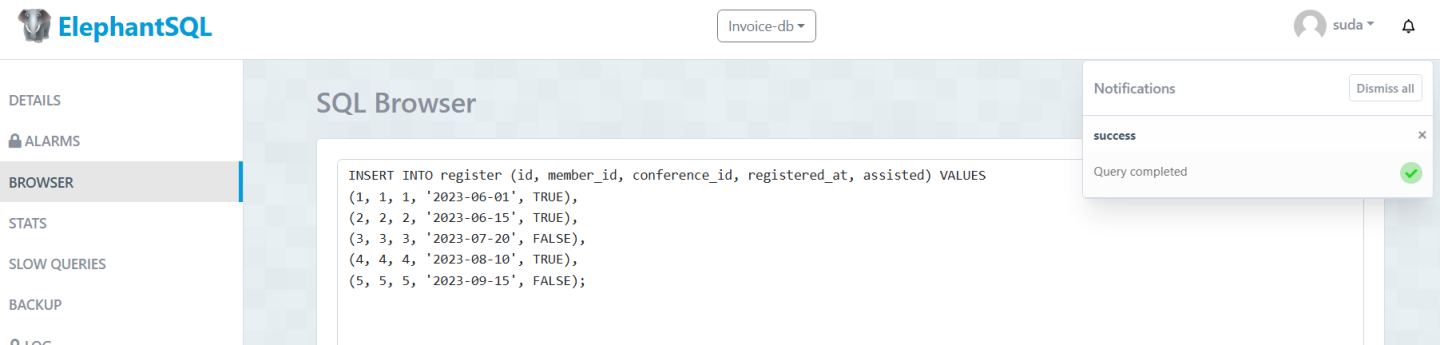 ElephantSQL
Invoice-db
suda
DETAILS
ALARMS
BROWSER
STATS
SLOW QUERIES
BACKUP
LOG
SQL Browser
INSERT INTO register (id, member_id, conference_id, registered_at, assisted) VALUES
(1, 1, 1, '2023-06-01', TRUE),
(2, 2, 2, '2023-06-15', TRUE),
(3, 3, 3, '2023-07-20', FALSE),
(4, 4, 4, '2023-08-10', TRUE),
(5, 5, 5, '2023-09-15', FALSE);
Notifications
Dismiss all
success
×
Query completed